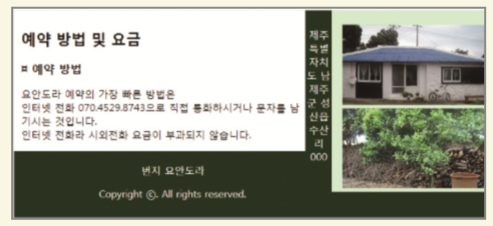 예약 방법 및 요금
¤ 예약 방법
요안도라 예약의 가장 빠른 방법은
인터넷 전화 070.4529.8743으로 직접 통화하시거나 문자를 남
기시는 것입니다.
인터넷 전화라 시외전화 요금이 부과되지 않습니다.
제주
특별
자치
도 남
제주
군 성
산읍
수산
리
000
번지 요안도라
Copyright ⓒ. All rights reserved.